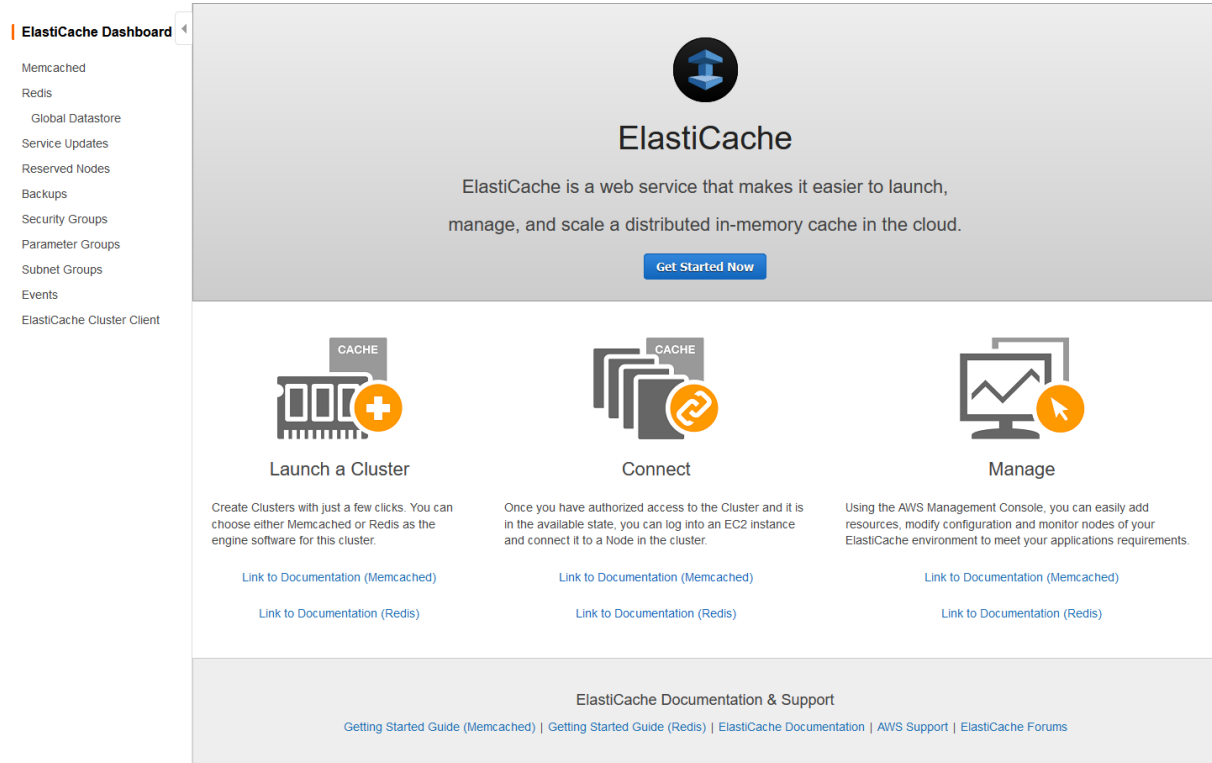 ElastiCache Dashboard
Memcached
Redis
Global Datastore
Service Updates
Reserved Nodes
Backups
Security Groups
Parameter Groups
Subnet Groups
Events
ElastiCache Cluster Client
ElastiCache
ElastiCache is a web service that makes it easier to launch,
manage, and scale a distributed in-memory cache in the cloud.
Get Started Now
CACHE
Launch a Cluster
Create Clusters with just a few clicks. You can
choose either Memcached or Redis as the
engine software for this cluster.
Link to Documentation (Memcached)
Link to Documentation (Redis)
CACHE
Connect
Once you have authorized access to the Cluster and it is
in the available state, you can log into an EC2 instance
and connect it to a Node in the cluster.
Link to Documentation (Memcached)
Link to Documentation (Redis)
Manage
Using the AWS Management Console, you can easily add
resources, modify configuration and monitor nodes of your
ElastiCache environment to meet your applications requirements.
Link to Documentation (Memcached)
Link to Documentation (Redis)
ElastiCache Documentation & Support
Getting Started Guide (Memcached) | Getting Started Guide (Redis) | ElastiCache Documentation | AWS Support | ElastiCache Forums